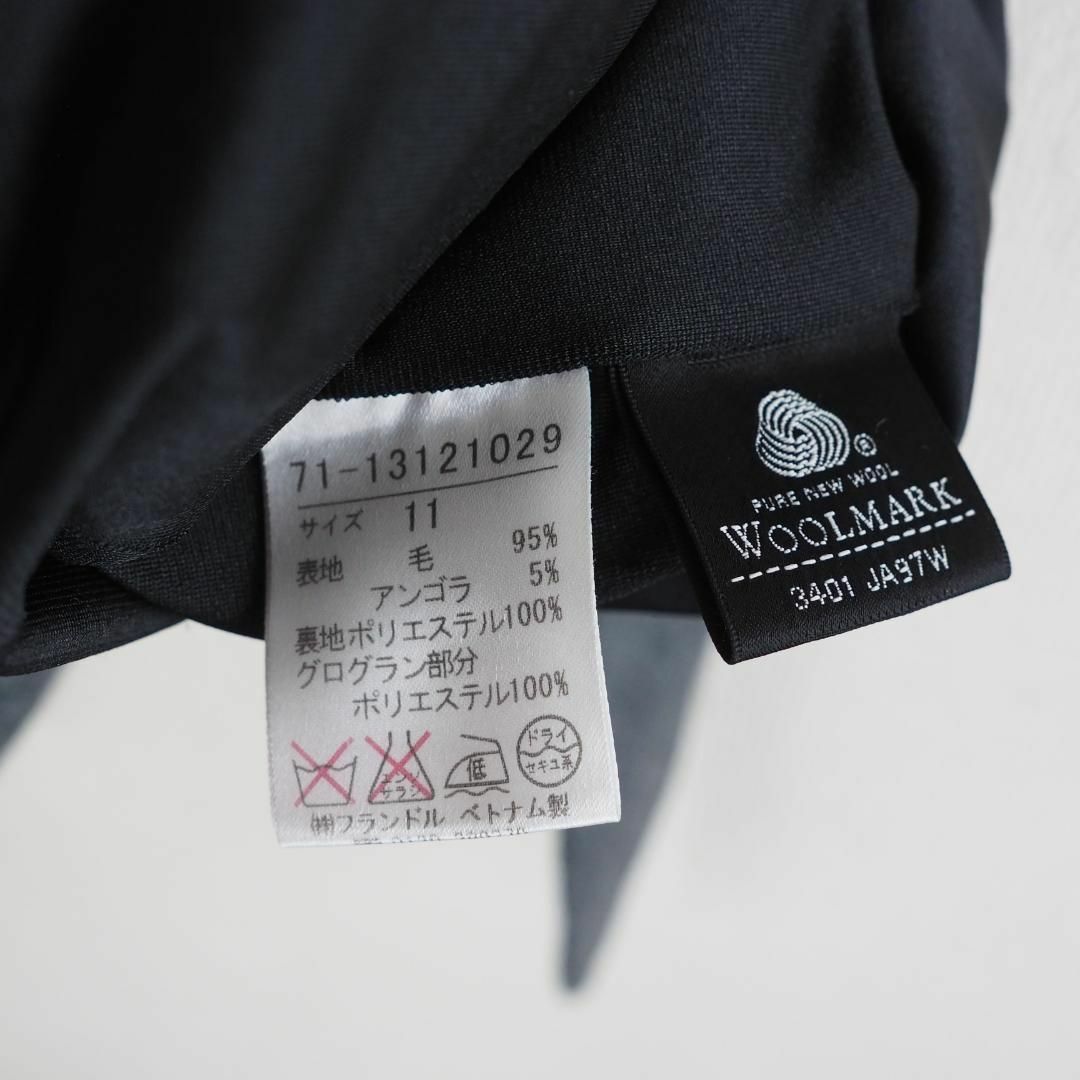 71-13121029
サイズ 11
表地 毛 95%
アンゴラ 5%
裏地ポリエステル100%
グログラン部分
ポリエステル100%
エンソ
サラシ
低
ドライ
セキユ系
㈱フランドル ベトナム製
®
PURE NEW WOOL
WOOLMARK
3401 JA97W